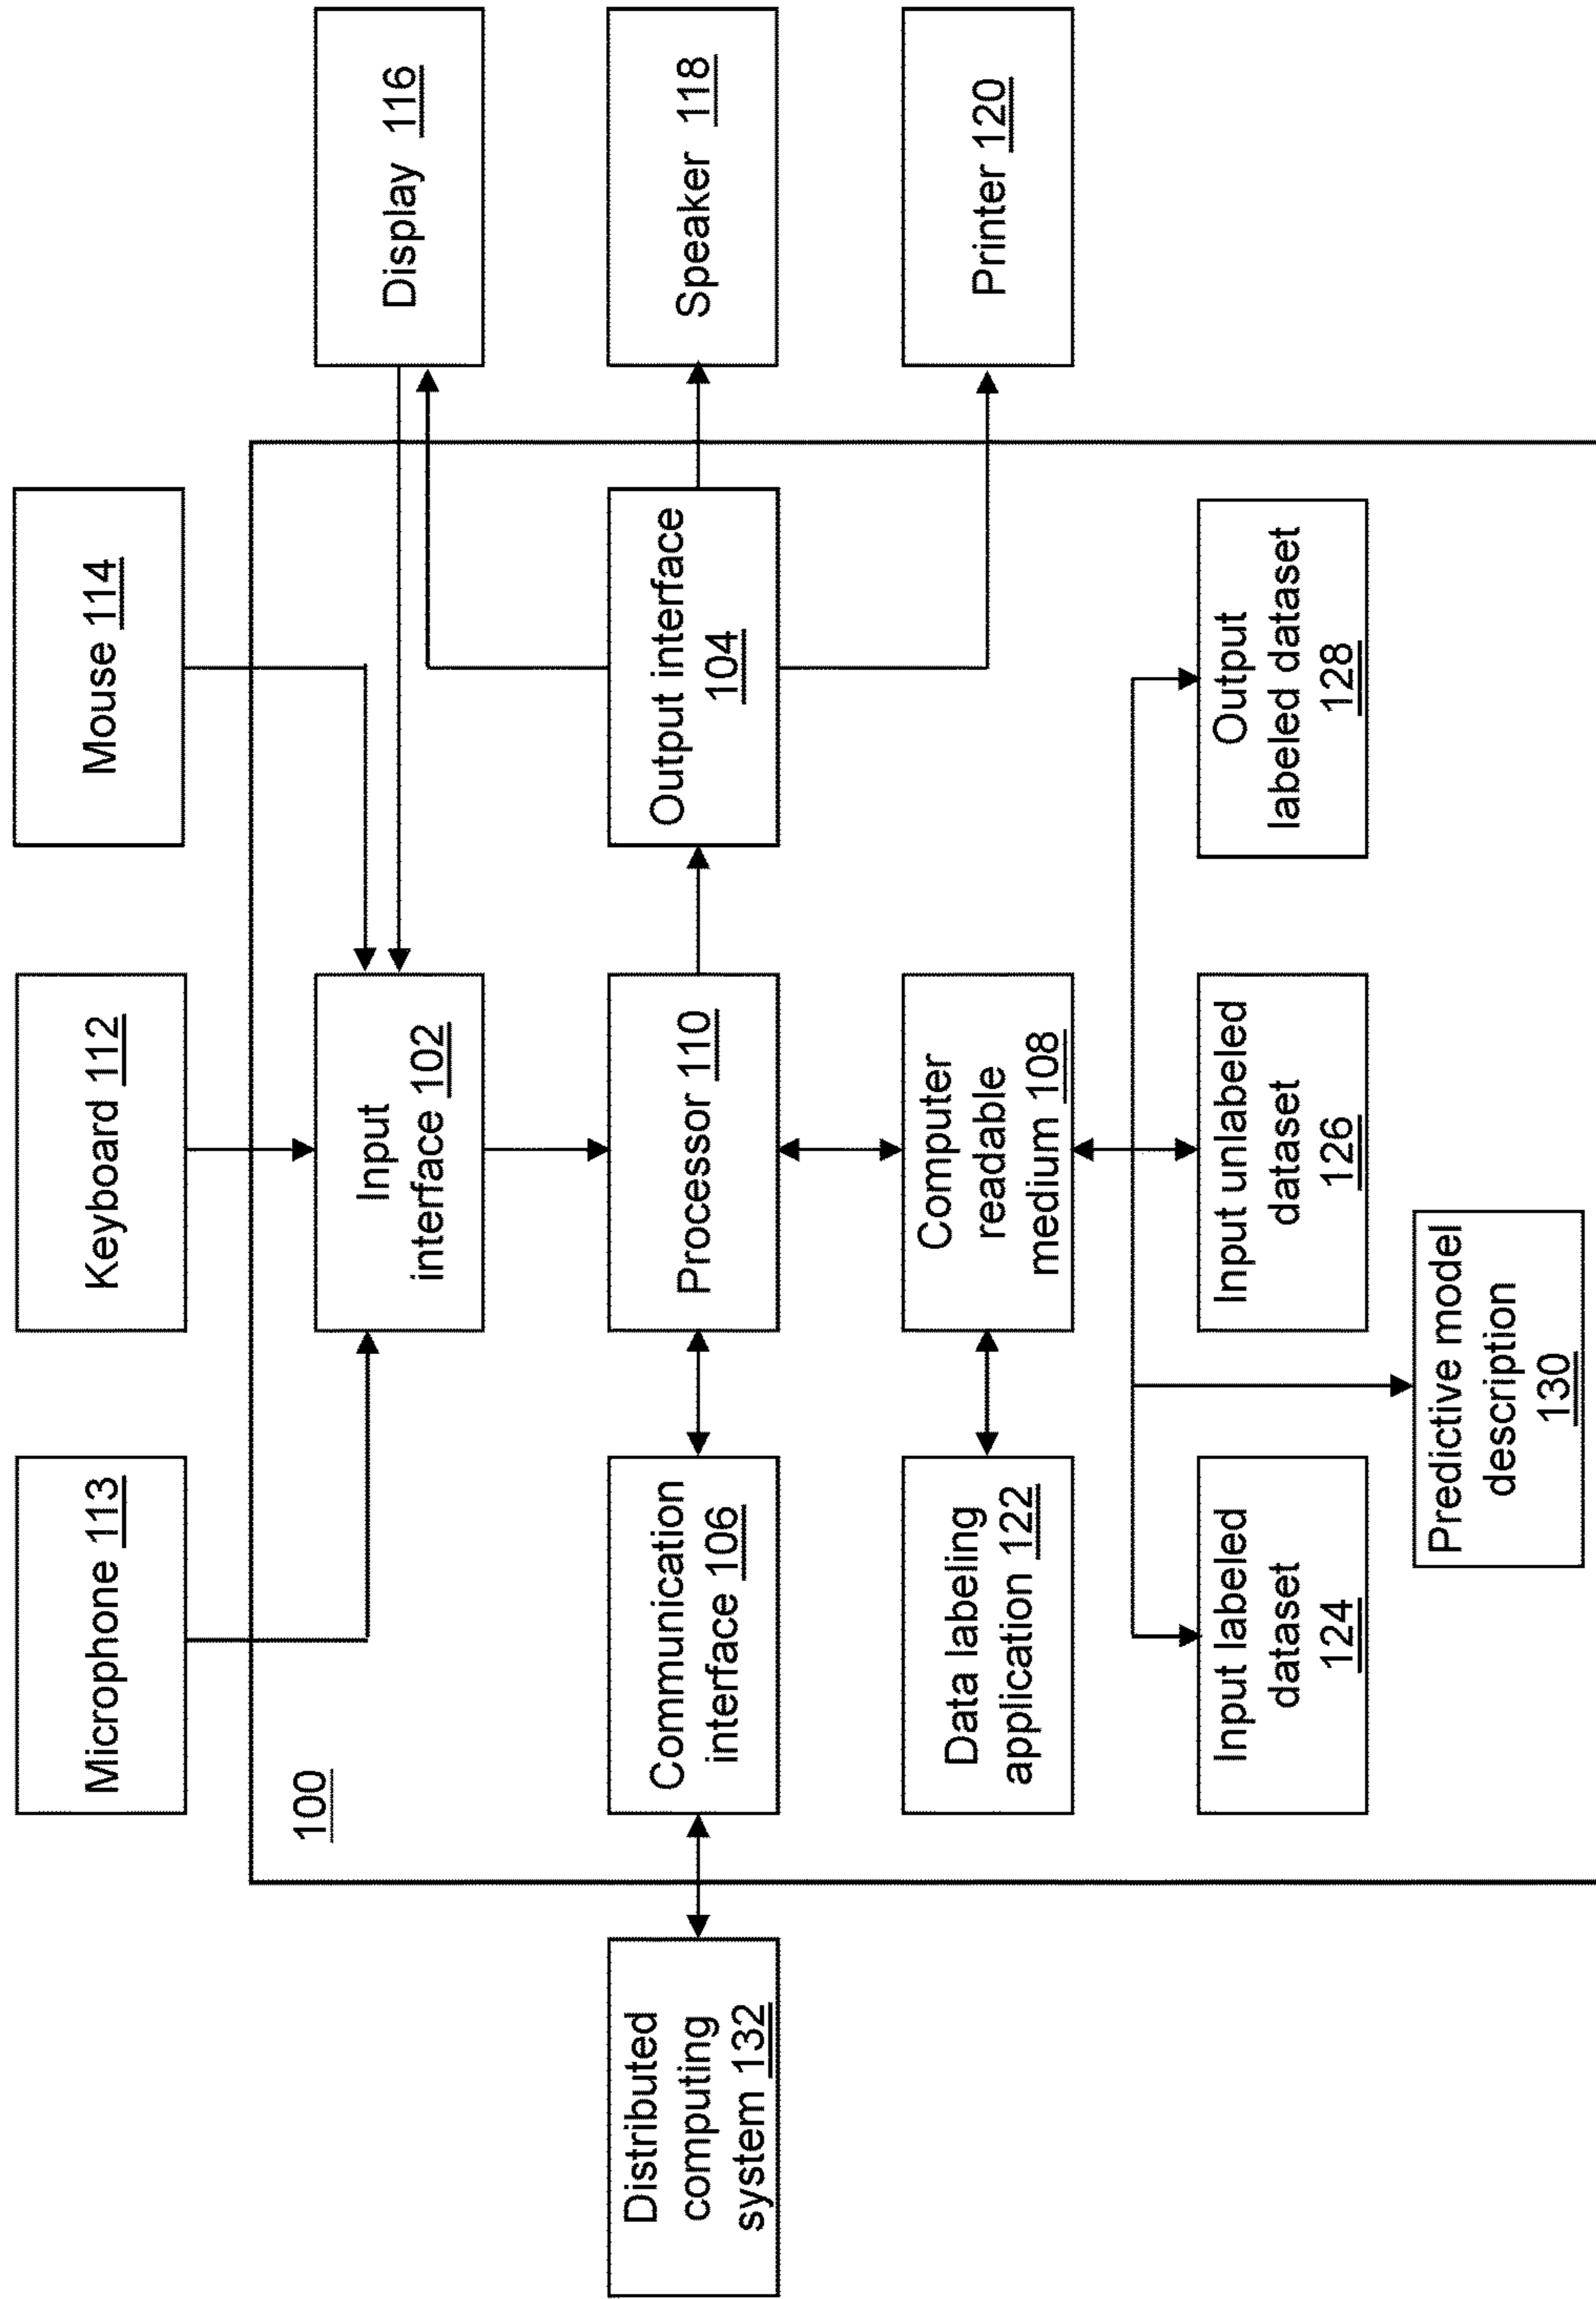 Microphone 113
Keyboard 112
Mouse 114
100
Input
interface 102
Display 116
Distributed
computing
system 132
Communication
interface 106
Processor 110
Output interface
104
Speaker 118
Data labeling
application 122
Computer
readable
medium 108
Printer 120
Input labeled
dataset
124
Input unlabeled
dataset
126
Output
labeled dataset
128
Predictive model
description
130